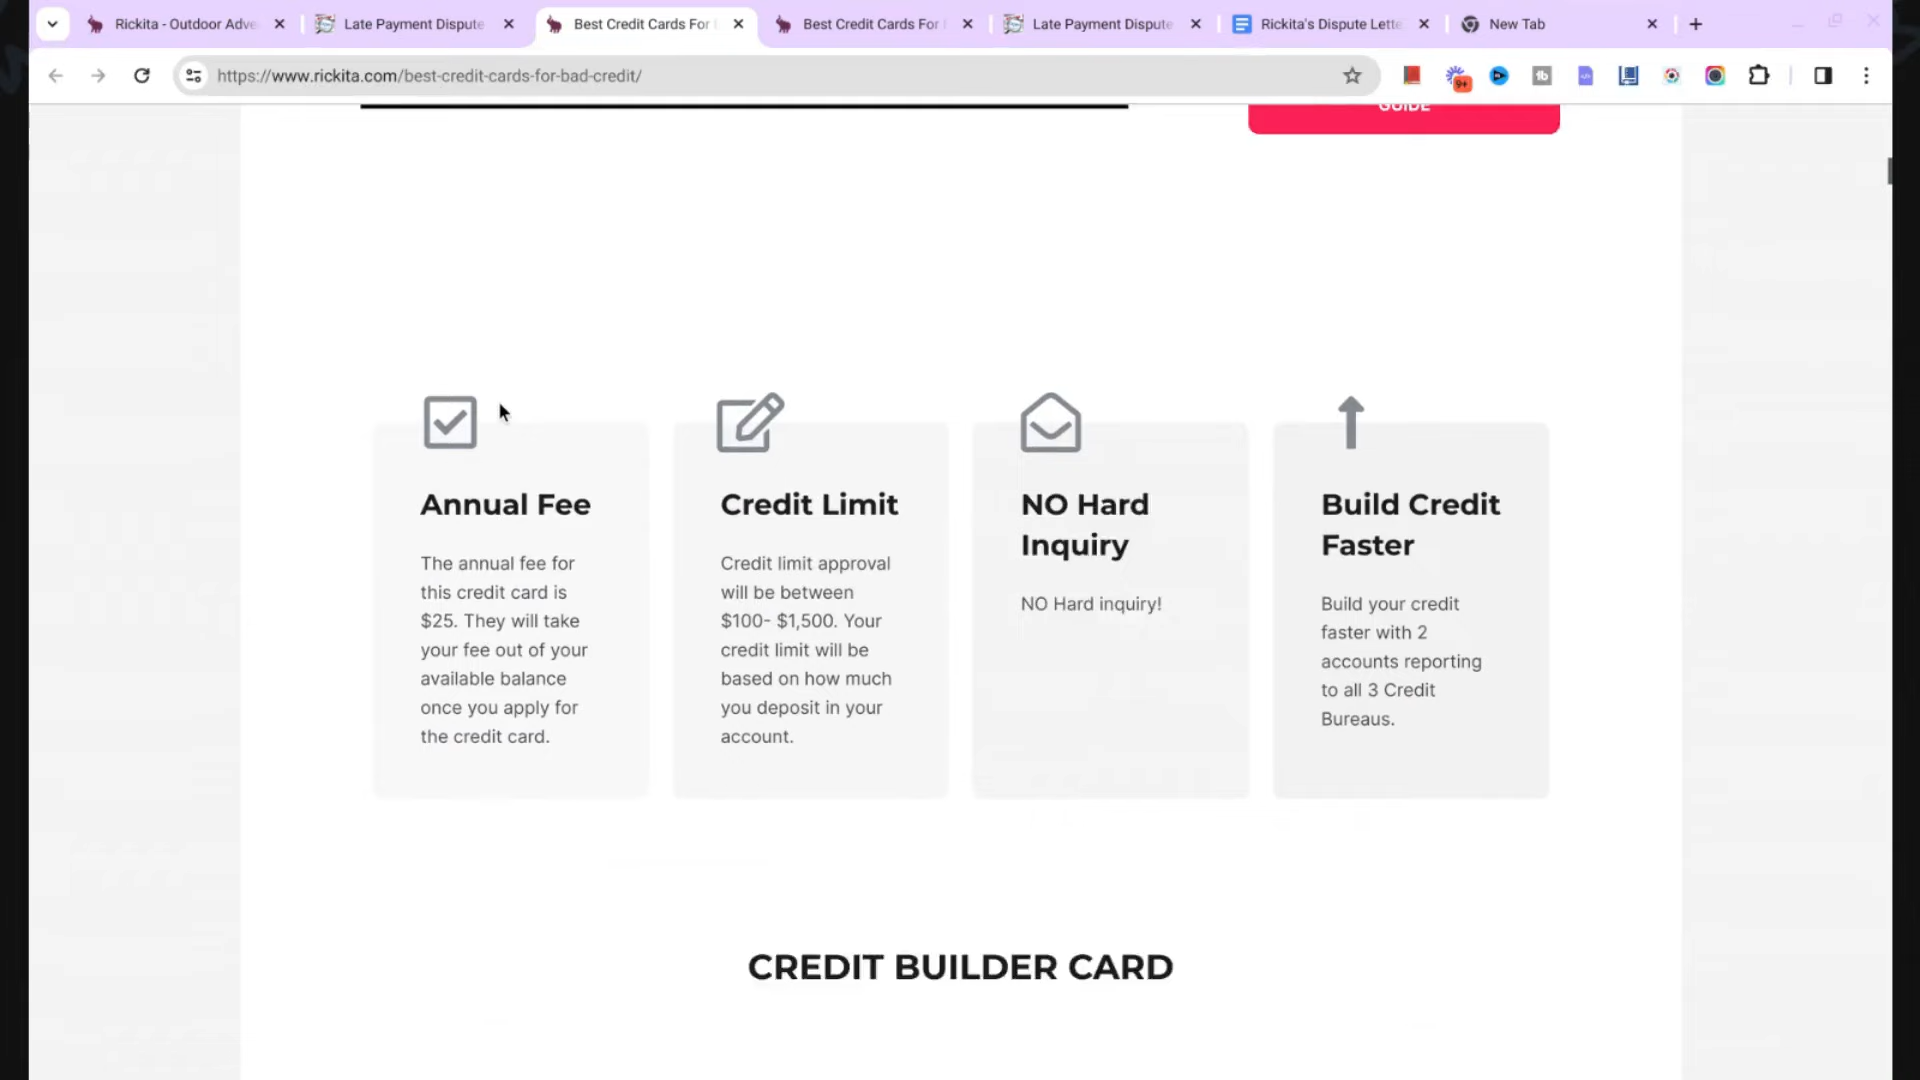 Rickita - Outdoor Adve
Late Payment Dispute
Best Credit Cards For
Best Credit Cards For
Late Payment Dispute
Rickita's Dispute Lette
New Tab
https://www.rickita.com/best-credit-cards-for-bad-credit/
9+
tb
GUIDE
Annual Fee
The annual fee for
this credit card is
$25. They will take
your fee out of your
available balance
once you apply for
the credit card.
Credit Limit
Credit limit approval
will be between
$100- $1,500. Your
credit limit will be
based on how much
you deposit in your
account.
NO Hard
Inquiry
NO Hard inquiry!
Build Credit
Faster
Build your credit
faster with 2
accounts reporting
to all 3 Credit
Bureaus.
CREDIT BUILDER CARD